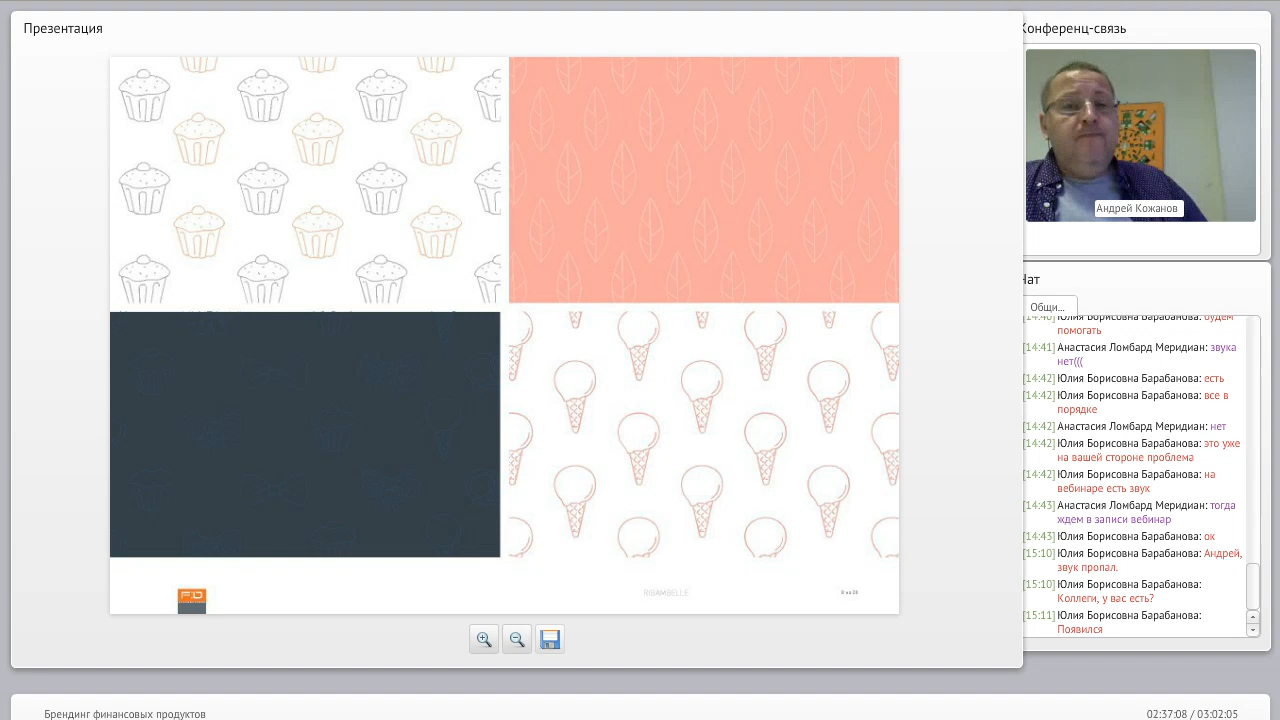 Презентация
Конференц-связь
Андрей Кожанов
RIBAMBELLE
Чат
Общи...
[14:40] Юлия Борисовна Барабанова: будем
помогать
[14:41] Анастасия Ломбард Меридиан: звука
нет(((
[14:42] Юлия Борисовна Барабанова: есть
[14:42] Юлия Борисовна Барабанова: все в
порядке
[14:42] Анастасия Ломбард Меридиан: нет
[14:42] Юлия Борисовна Барабанова: это уже
на вашей стороне проблема
[14:42] Юлия Борисовна Барабанова: на
вебинаре есть звук
[14:43] Анастасия Ломбард Меридиан: тогда
ждем в записи вебинар
[14:43] Юлия Борисовна Барабанова: ок
[15:10] Юлия Борисовна Барабанова: Андрей,
звук пропал.
[15:10] Юлия Борисовна Барабанова:
Коллеги, у вас есть?
[15:11] Юлия Борисовна Барабанова:
Появился
Брендинг финансовых продуктов
02:37:08 / 03:02:05